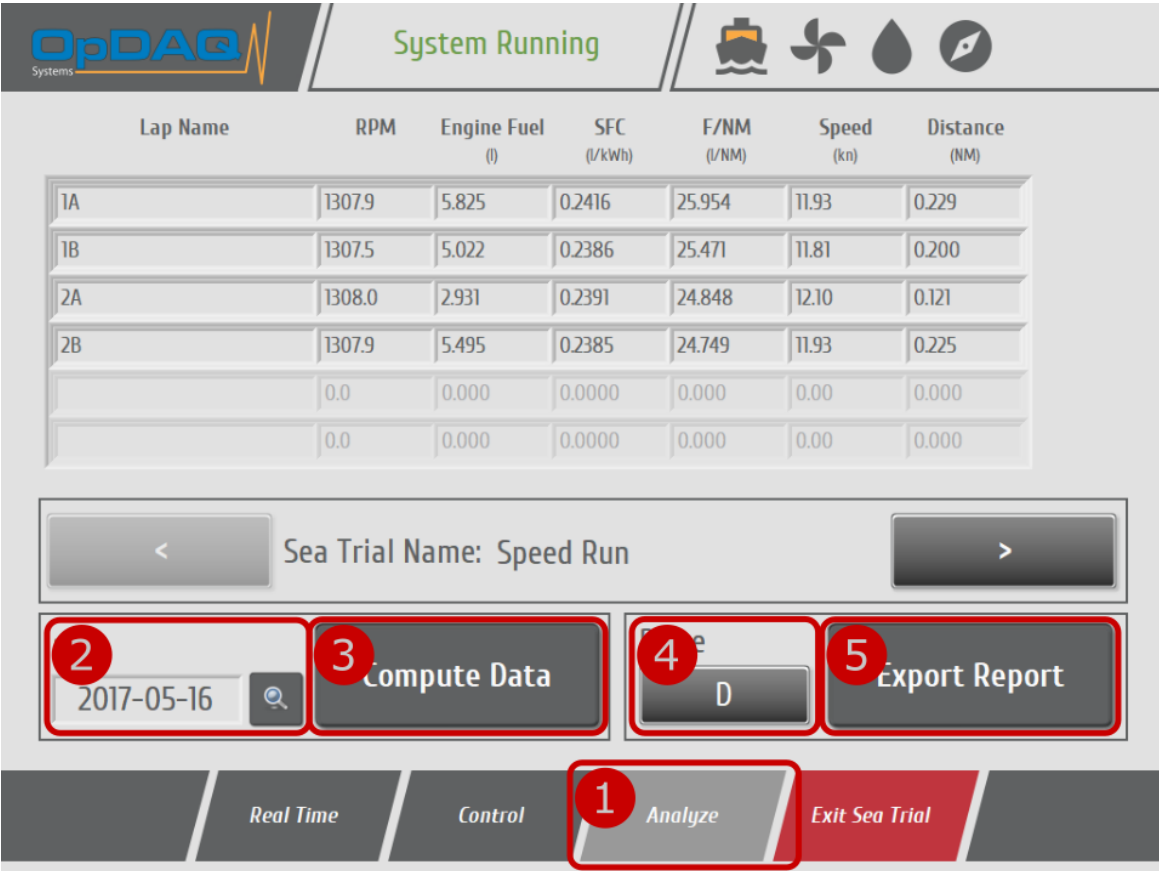 OpDAQ
Systems
System Running
Lap Name RPM Engine Fuel SFC F/NM Speed Distance
(l) (l/kWh) (l/NM) (kn) (NM)
1A 1307.9 5.825 0.2416 25.954 11.93 0.229
1B 1307.5 5.022 0.2386 25.471 11.81 0.200
2A 1308.0 2.931 0.2391 24.848 12.10 0.121
2B 1307.9 5.495 0.2385 24.749 11.93 0.225
0.0 0.000 0.0000 0.000 0.00 0.000
0.0 0.000 0.0000 0.000 0.00 0.000
< Sea Trial Name: Speed Run >
2 3 4 5
Compute Data Export Report
2017-05-16 D
1
Real Time Control Analyze Exit Sea Trial